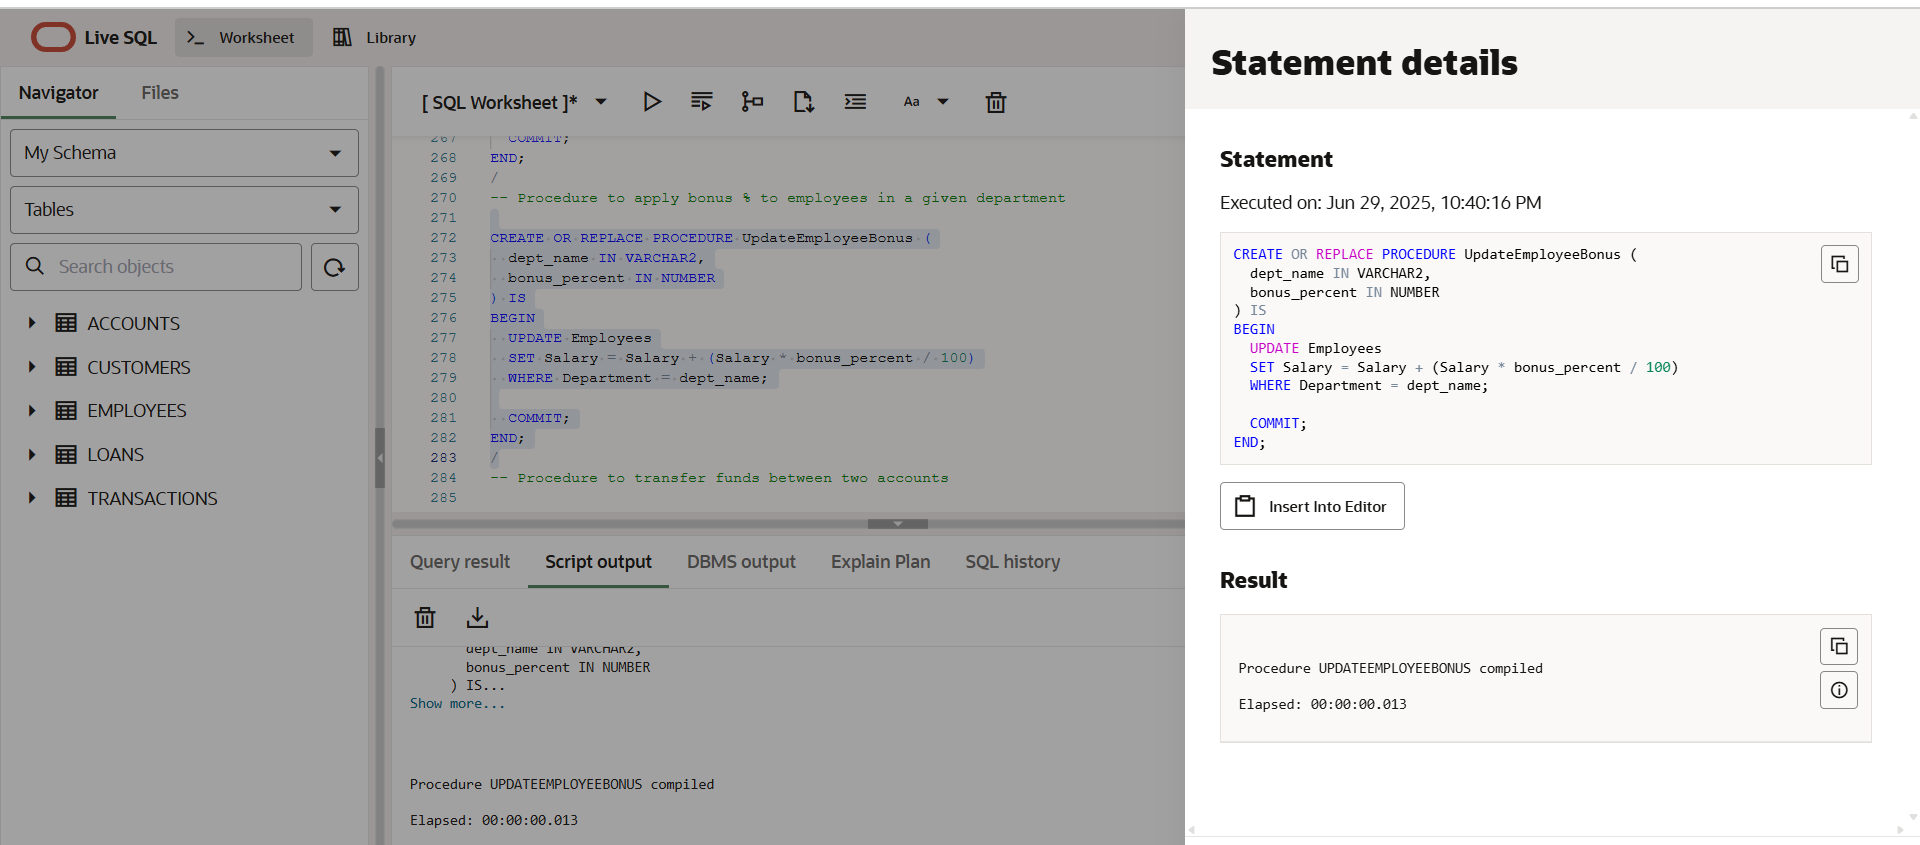 Live SQL
Worksheet
Library
Navigator
Files
My Schema
Tables
Search objects
ACCOUNTS
CUSTOMERS
EMPLOYEES
LOANS
TRANSACTIONS
[ SQL Worksheet ]*
Aa
267 COMMIT;
268 END;
269 /
270 -- Procedure to apply bonus % to employees in a given department
271
272 CREATE OR REPLACE PROCEDURE UpdateEmployeeBonus (
273 dept_name IN VARCHAR2,
274 bonus_percent IN NUMBER
275 ) IS
276 BEGIN
277 UPDATE Employees
278 SET Salary = Salary + (Salary * bonus_percent / 100)
279 WHERE Department = dept_name;
280
281 COMMIT;
282 END;
283 /
284 -- Procedure to transfer funds between two accounts
285
Query result
Script output
DBMS output
Explain Plan
SQL history
dept_name IN VARCHAR2,
bonus_percent IN NUMBER
) IS...
Show more...
Procedure UPDATEEMPLOYEEBONUS compiled
Elapsed: 00:00:00.013
Statement details
Statement
Executed on: Jun 29, 2025, 10:40:16 PM
CREATE OR REPLACE PROCEDURE UpdateEmployeeBonus (
dept_name IN VARCHAR2,
bonus_percent IN NUMBER
) IS
BEGIN
UPDATE Employees
SET Salary = Salary + (Salary * bonus_percent / 100)
WHERE Department = dept_name;
COMMIT;
END;
Insert Into Editor
Result
Procedure UPDATEEMPLOYEEBONUS compiled
Elapsed: 00:00:00.013